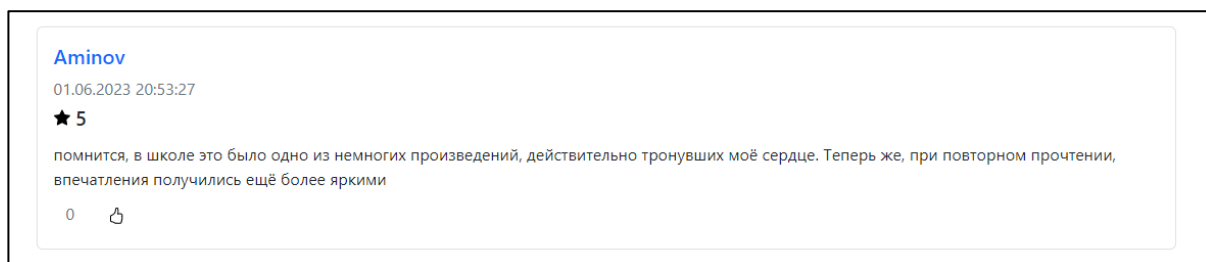 Aminov
01.06.2023 20:53:27
★ 5
помнится, в школе это было одно из немногих произведений, действительно тронувших моё сердце. Теперь же, при повторном прочтении,
впечатления получились ещё более яркими
0